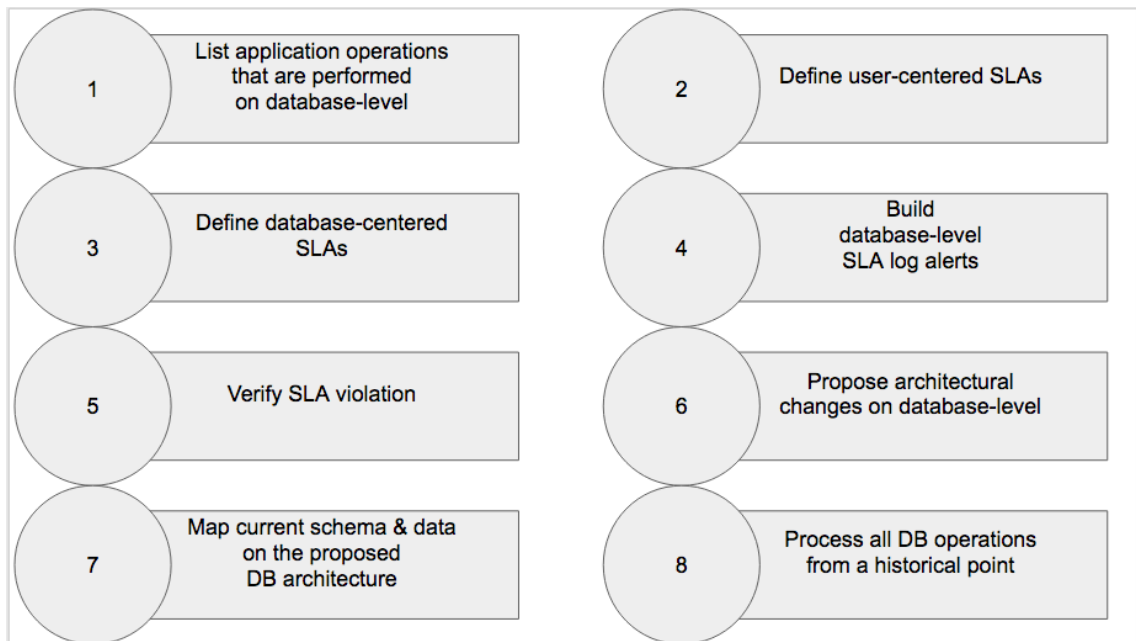 1
List application operations
that are performed
on database-level
2
Define user-centered SLAs
3
Define database-centered
SLAs
4
Build
database-level
SLA log alerts
5
Verify SLA violation
6
Propose architectural
changes on database-level
7
Map current schema & data
on the proposed
DB architecture
8
Process all DB operations
from a historical point